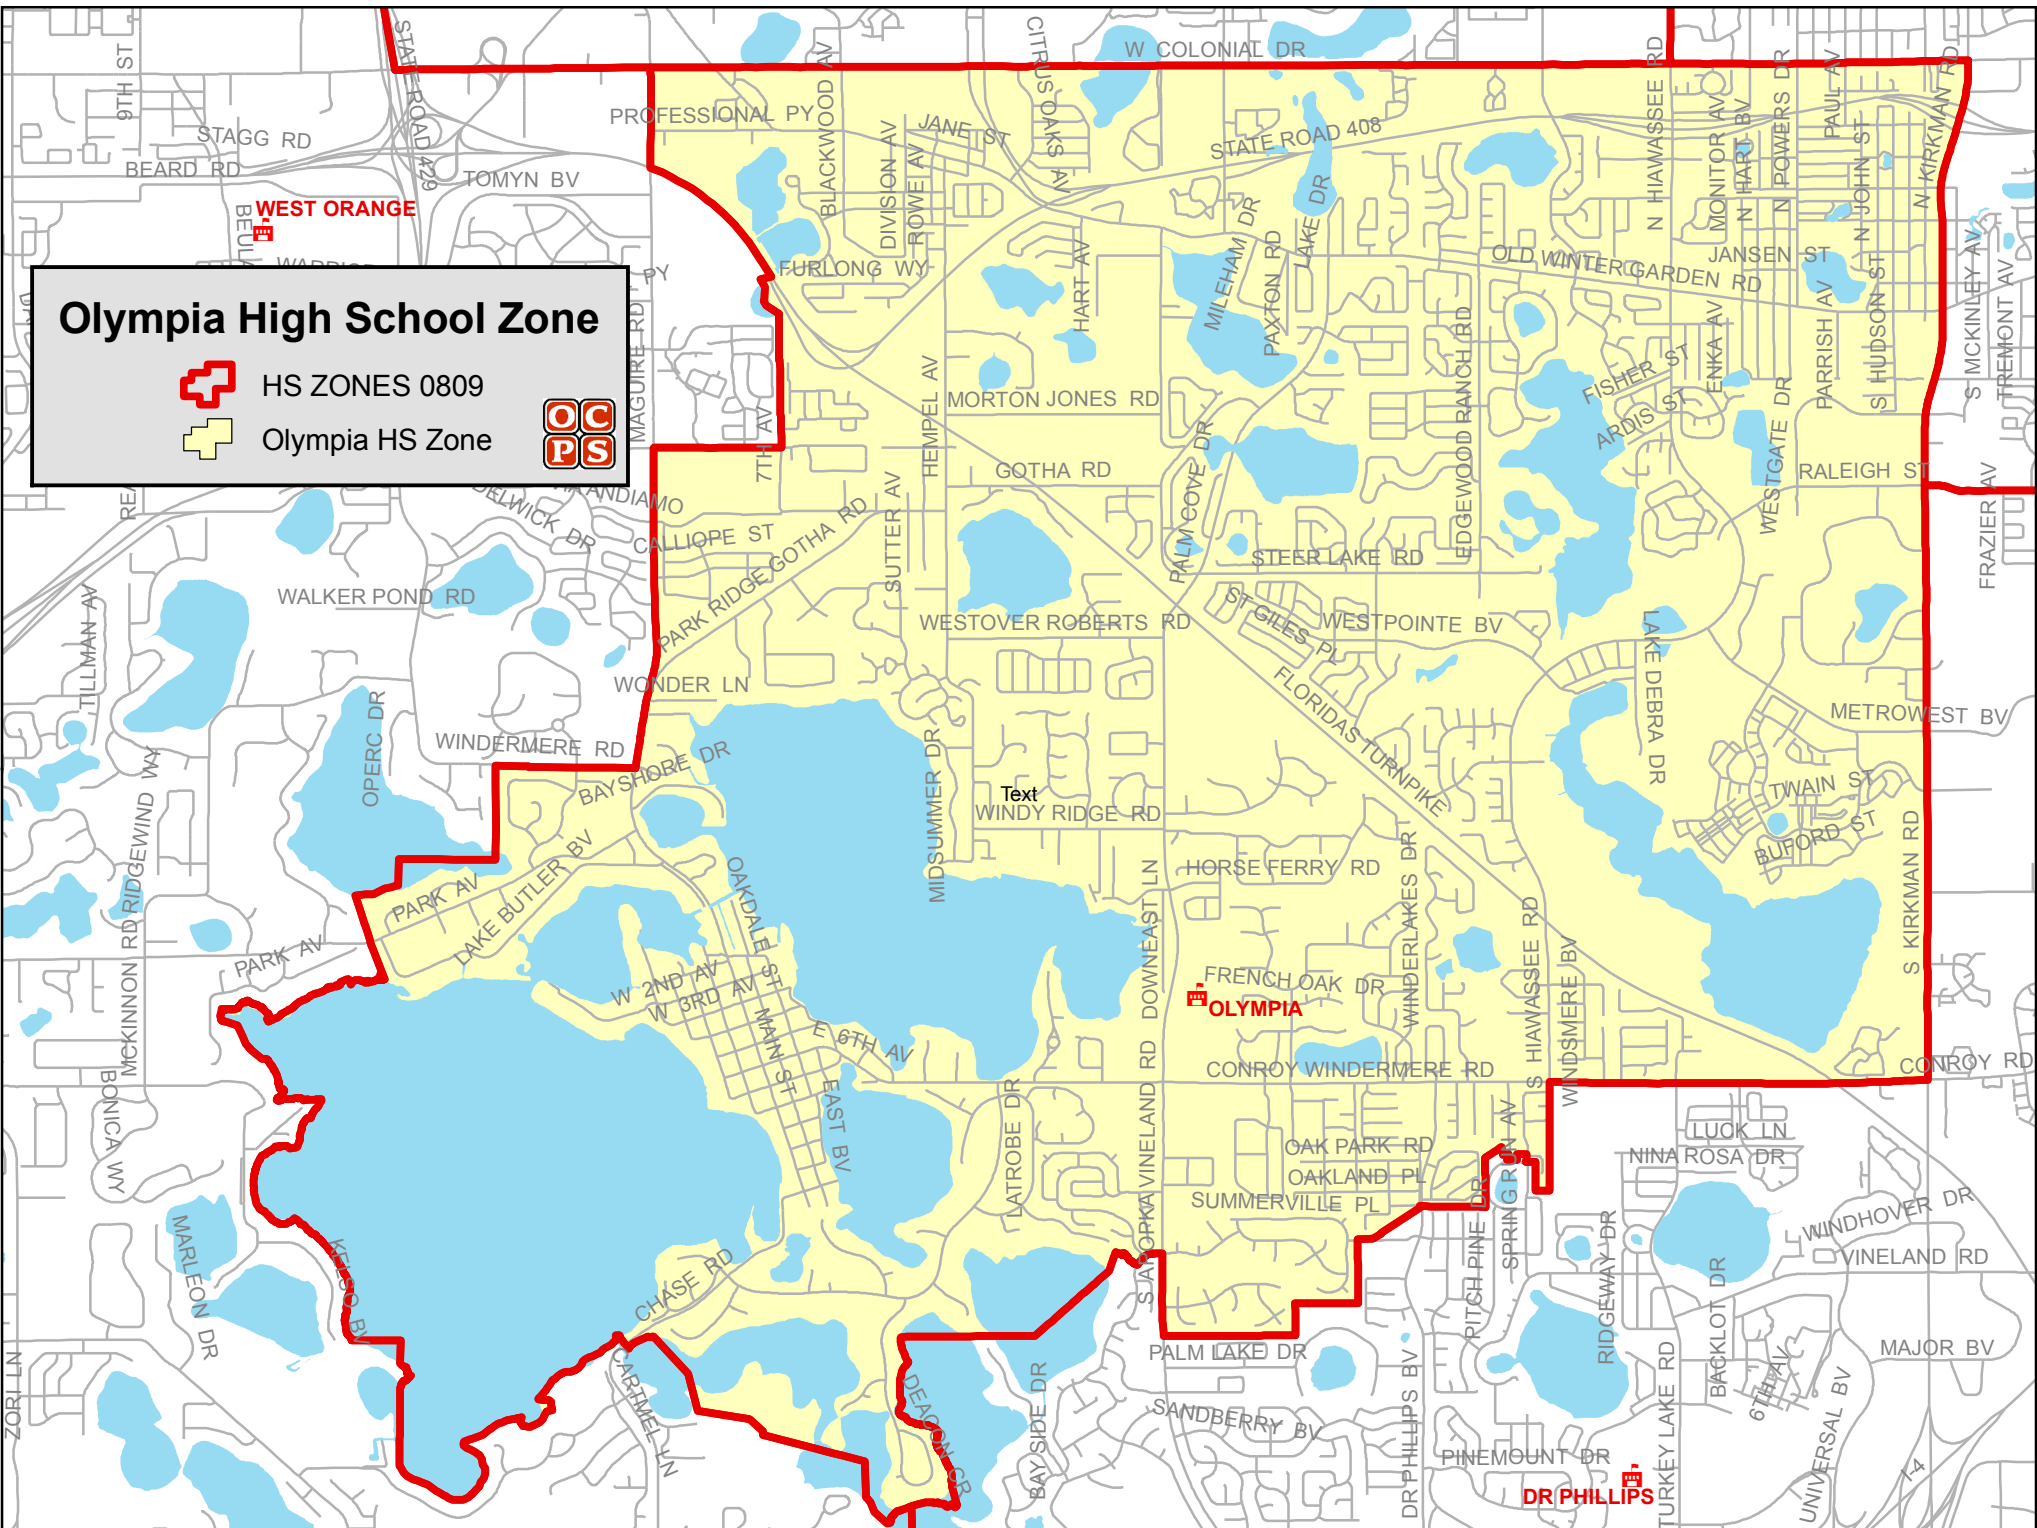 W COLONIAL DR
CITRUS OAKS AV
STATE ROAD 429
9TH ST
BLACKWOOD AV
N HIAWASSEE RD
MONITOR AV
N HART BV
N POWERS DR
PAUL AV
N KIRKMAN RD
PROFESSIONAL PY
JANE ST
STATE ROAD 408
STAGG RD
DIVISION AV
ROWE AV
N JOHN ST
BEARD RD
TOMYN BV
WEST ORANGE
LAKE DR
MILEHAM DR
PAXTON RD
HART AV
FURLONG WY
OLD WINTER GARDEN RD
JANSEN ST
S MCKINLEY AV
TREMONT AV
PY
Olympia High School Zone
HS ZONES 0809
Olympia HS Zone
OC
PS
MAGUIRE RD
7TH AV
HEMPEL AV
MORTON JONES RD
EDGEWOOD RANCH RD
FISHER ST
ARDIS ST
ENKA AV
PARRISH AV
S HUDSON ST
WESTGATE DR
GOTHA RD
PALM COVE DR
RALEIGH ST
FRAZIER AV
ANDIAMO
DELWICK DR
CALLIOPE ST
PARK RIDGE GOTHA RD
SUTTER AV
STEER LAKE RD
WALKER POND RD
TILLMAN AV
WESTOVER ROBERTS RD
ST GILES PL
WESTPOINTE BV
LAKE DEBRA DR
WONDER LN
FLORIDAS TURNPIKE
METROWEST BV
OPERC DR
WINDERMERE RD
BAYSHORE DR
MIDSUMMER DR
Text
WINDY RIDGE RD
TWAIN ST
BUFORD ST
S KIRKMAN RD
RIDGEWIND WY
MCKINNON RD
PARK AV
LAKE BUTLER BV
OAKDALE ST
HORSE FERRY RD
WINDERLAKES DR
DOWNEAST LN
PARK AV
W 2ND AV
W 3RD AV
MAIN ST
E 6TH AV
FRENCH OAK DR
OLYMPIA
S HIAWASSEE RD
WINDSMERE BV
CONROY WINDERMERE RD
CONROY RD
BONICA WY
EAST BV
LATROBE DR
S APOPKA VINELAND RD
OAK PARK RD
OAKLAND PL
SUMMERVILLE PL
SPRING RUN AV
PITCH PINE DR
LUCK LN
NINA ROSA DR
WINDHOVER DR
VINELAND RD
MARLEON DR
KELSO BV
CHASE RD
RIDGEWAY DR
BACKLOT DR
MAJOR BV
PALM LAKE DR
ZORI LN
CARTMEL LN
DEACON CR
BAYSIDE DR
SANDBERRY BV
DR PHILLIPS BV
PINEMOUNT DR
DR PHILLIPS
TURKEY LAKE RD
6TH AV
UNIVERSAL BV
I-4